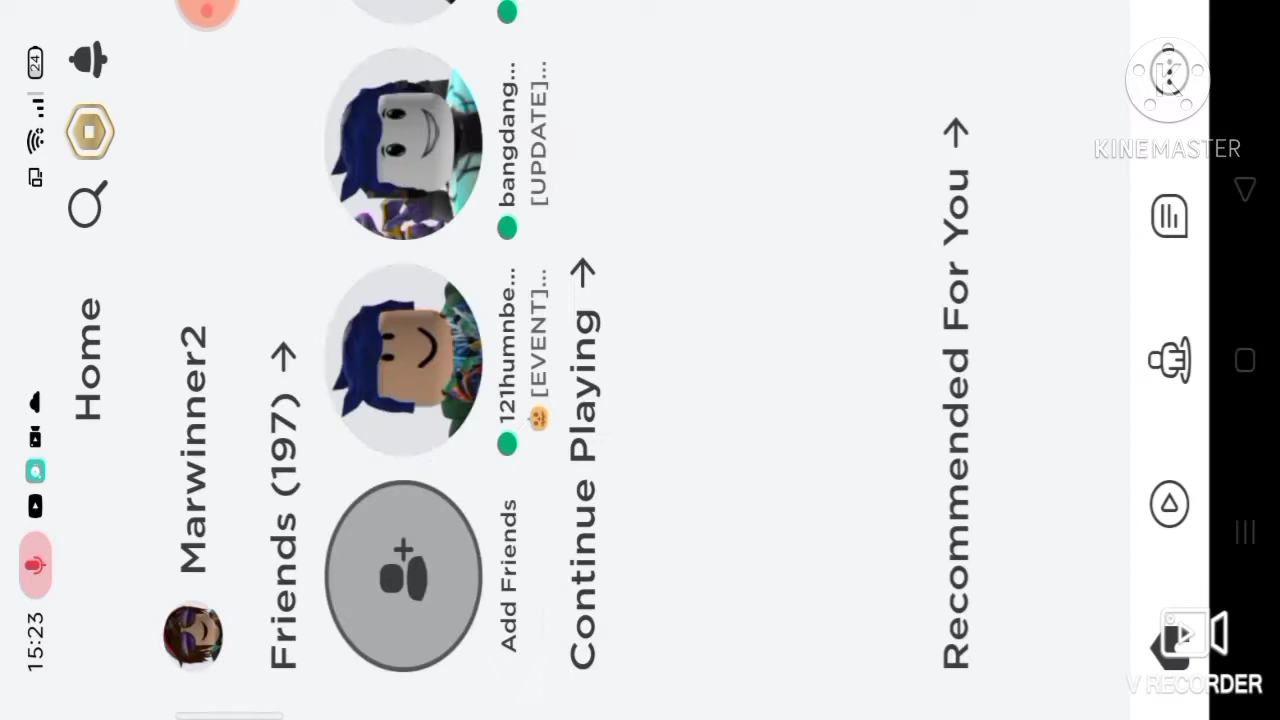 15:23
24
Home
Marwinner2
Friends (197) →
Add Friends
121humnbe...
🎃 [EVENT]...
bangdang...
[UPDATE]...
Continue Playing →
Recommended For You →
KINEMASTER
V RECORDER